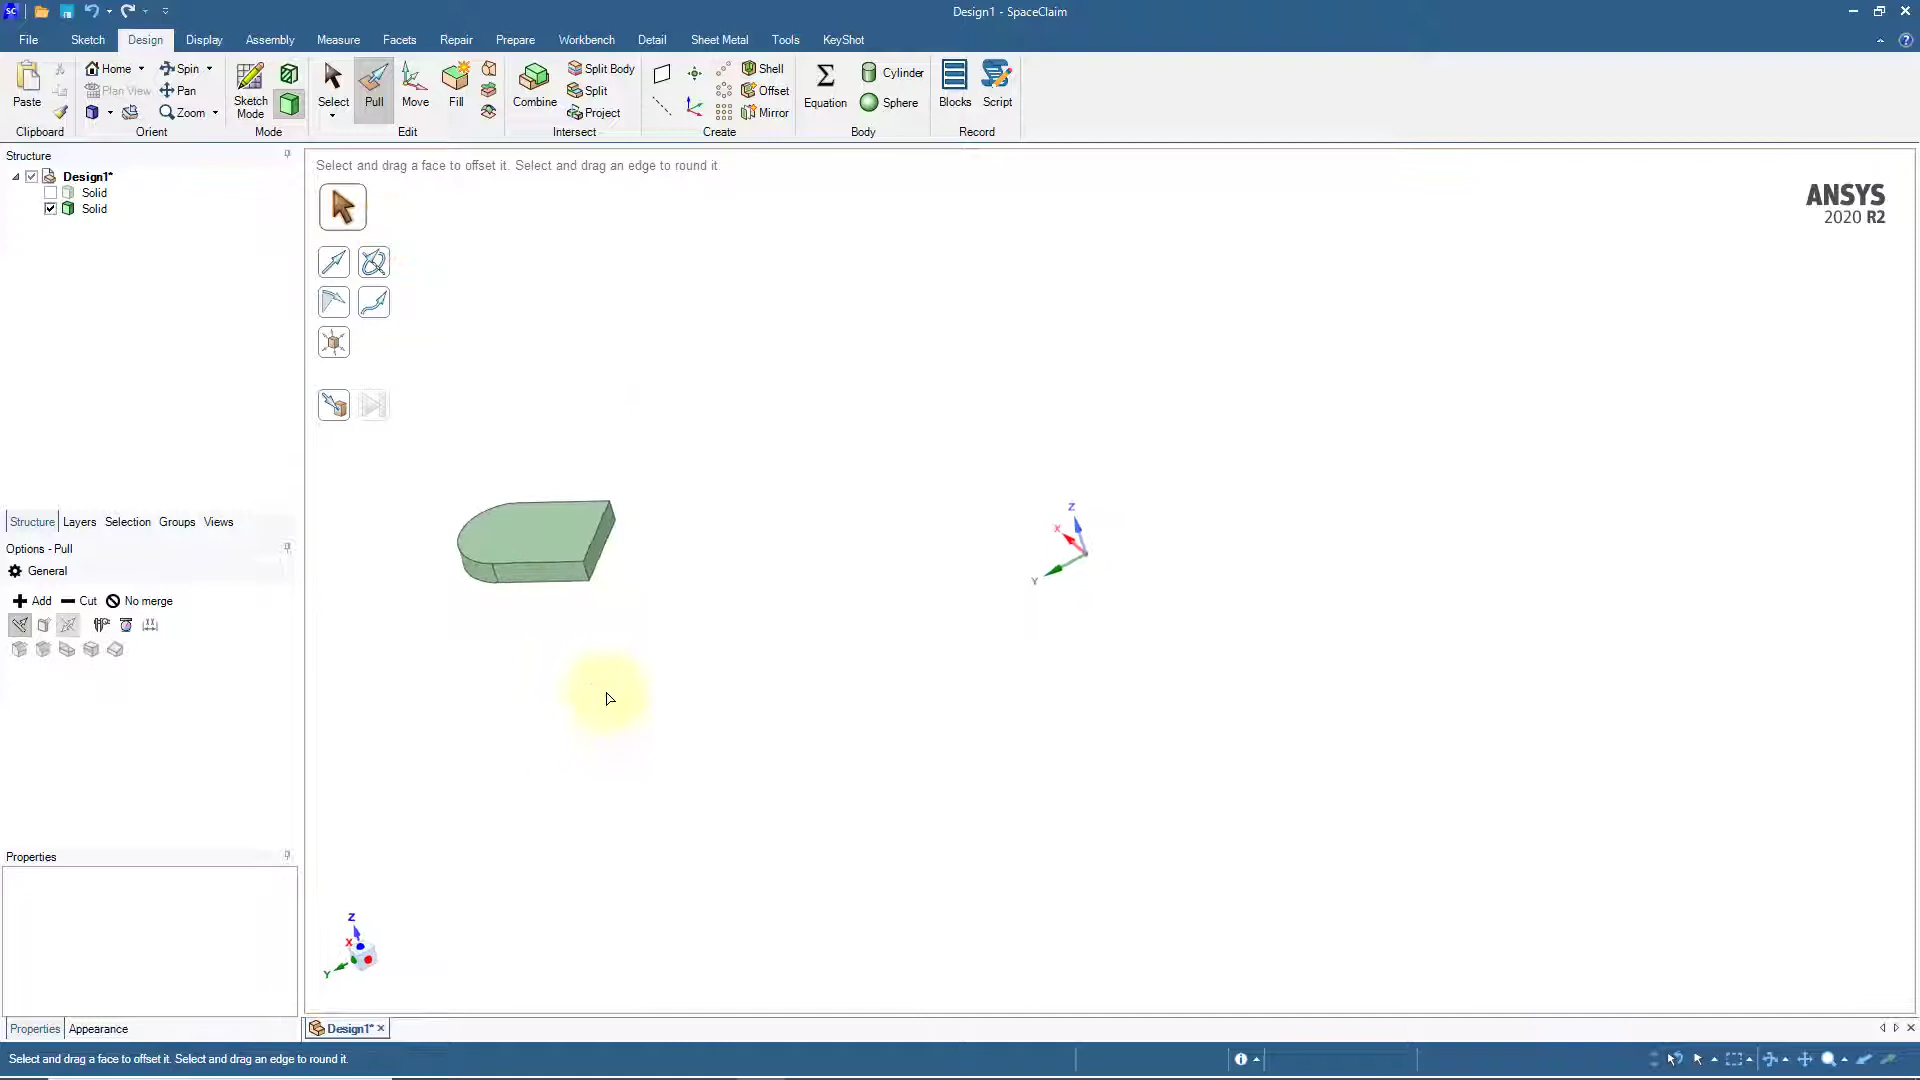 Design1 - SpaceClaim
File Sketch Design Display Assembly Measure Facets Repair Prepare Workbench Detail Sheet Metal Tools KeyShot
Paste
Clipboard
Home Spin
Plan View Pan
Zoom
Orient
Sketch Mode
Mode
Select Pull Move Fill
Edit
Combine
Split Body
Split
Project
Intersect
Shell
Offset
Mirror
Create
Equation
Cylinder
Sphere
Body
Blocks Script
Record
Structure
Design1*
Solid
Solid
Select and drag a face to offset it. Select and drag an edge to round it
ANSYS
2020 R2
Z
X
Y
Structure Layers Selection Groups Views
Options - Pull
General
Add Cut No merge
Properties
Z
X
Y
Properties Appearance
Design1*
Select and drag a face to offset it. Select and drag an edge to round it.